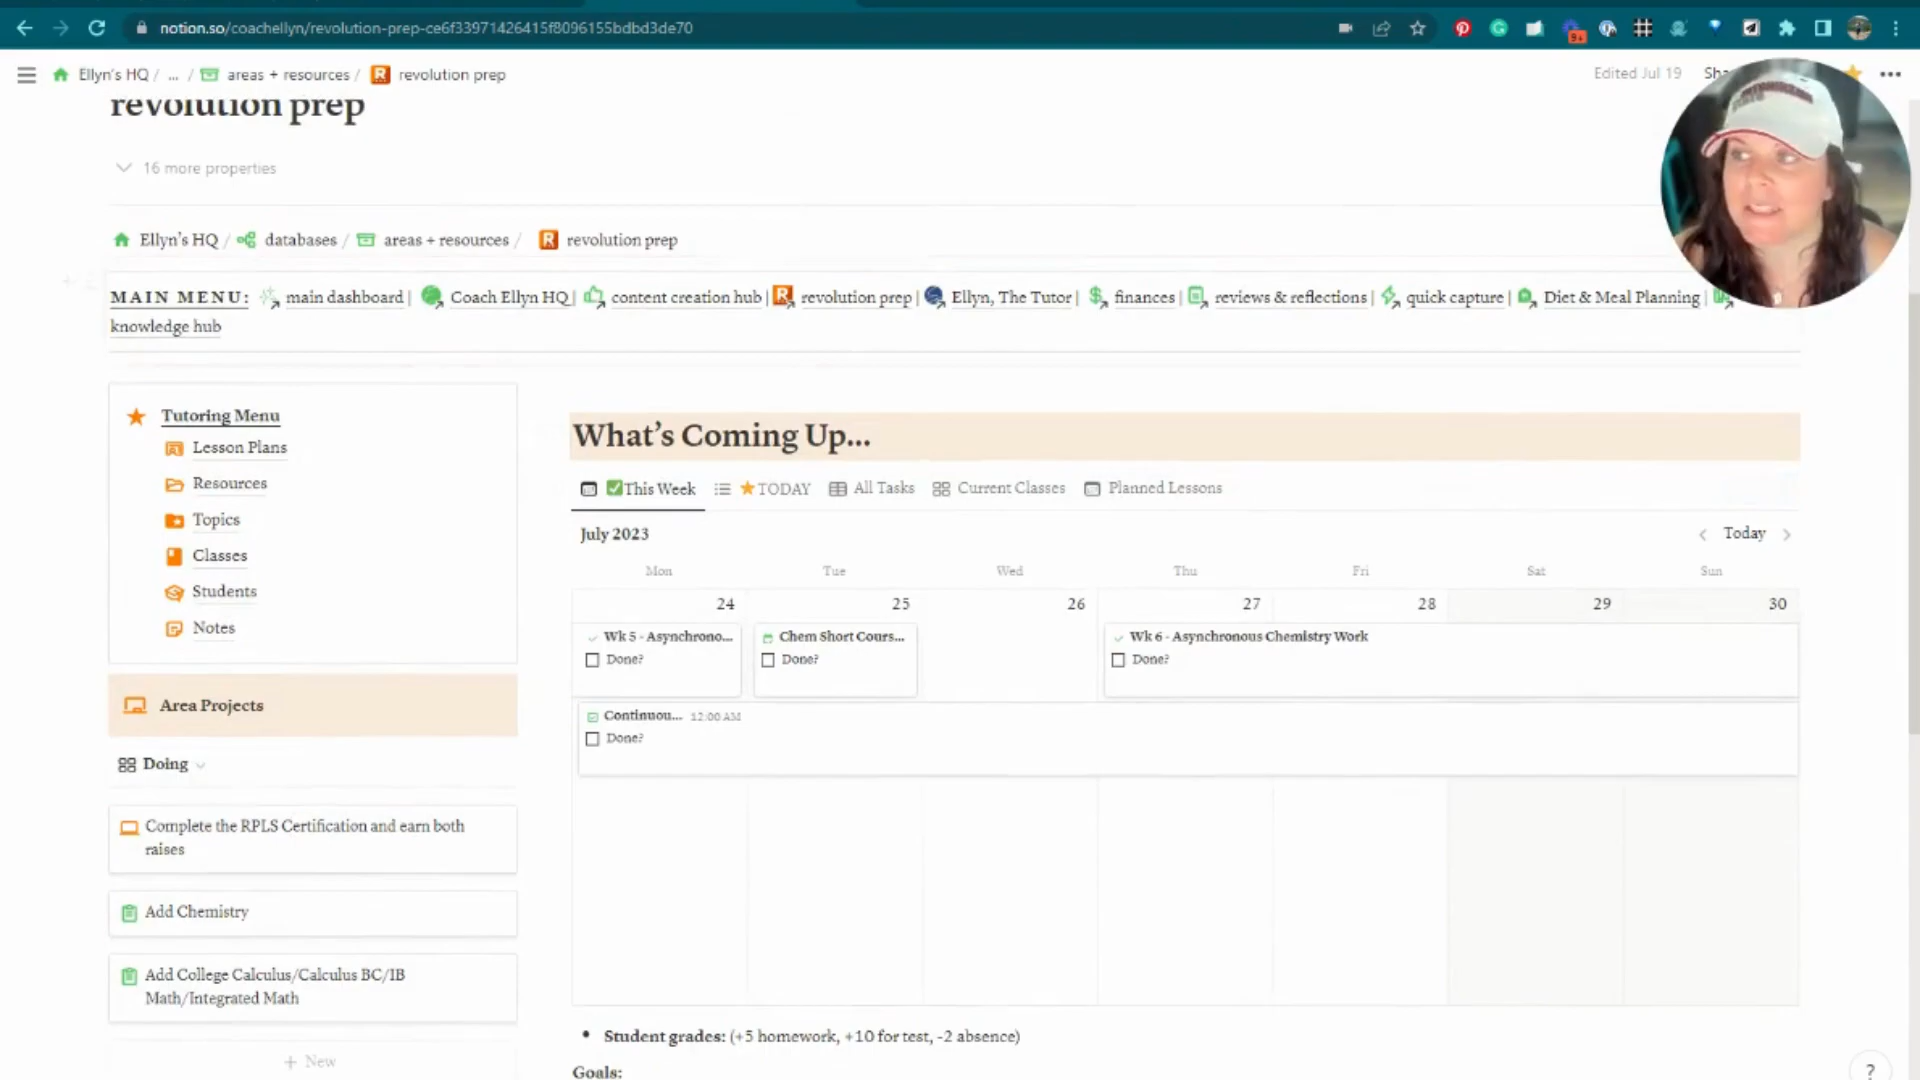 notion.so/coachellyn/revolution-prep-ce6f33971426415f8096155bdbd3de70
9+
Ellyn's HQ / ... / areas + resources / R revolution prep
Edited Jul 19
revolution prep
16 more properties
Ellyn's HQ / databases / areas + resources / R revolution prep
MAIN MENU: main dashboard | Coach Ellyn HQ | content creation hub | R revolution prep | Ellyn, The Tutor | finances | reviews & reflections | quick capture | Diet & Meal Planning |
knowledge hub
Tutoring Menu
Lesson Plans
Resources
Topics
Classes
Students
Notes
Area Projects
Doing
Complete the RPLS Certification and earn both
raises
Add Chemistry
Add College Calculus/Calculus BC/IB
Math/Integrated Math
+ New
What's Coming Up...
This Week TODAY All Tasks Current Classes Planned Lessons
July 2023 Today
Mon Tue Wed Thu Fri Sat Sun
24 25 26 27 28 29 30
Wk 5 - Asynchrono... Chem Short Cours... Wk 6 - Asynchronous Chemistry Work
Done? Done? Done?
Continuou... 12:00 AM
Done?
• Student grades: (+5 homework, +10 for test, -2 absence)
Goals:
?